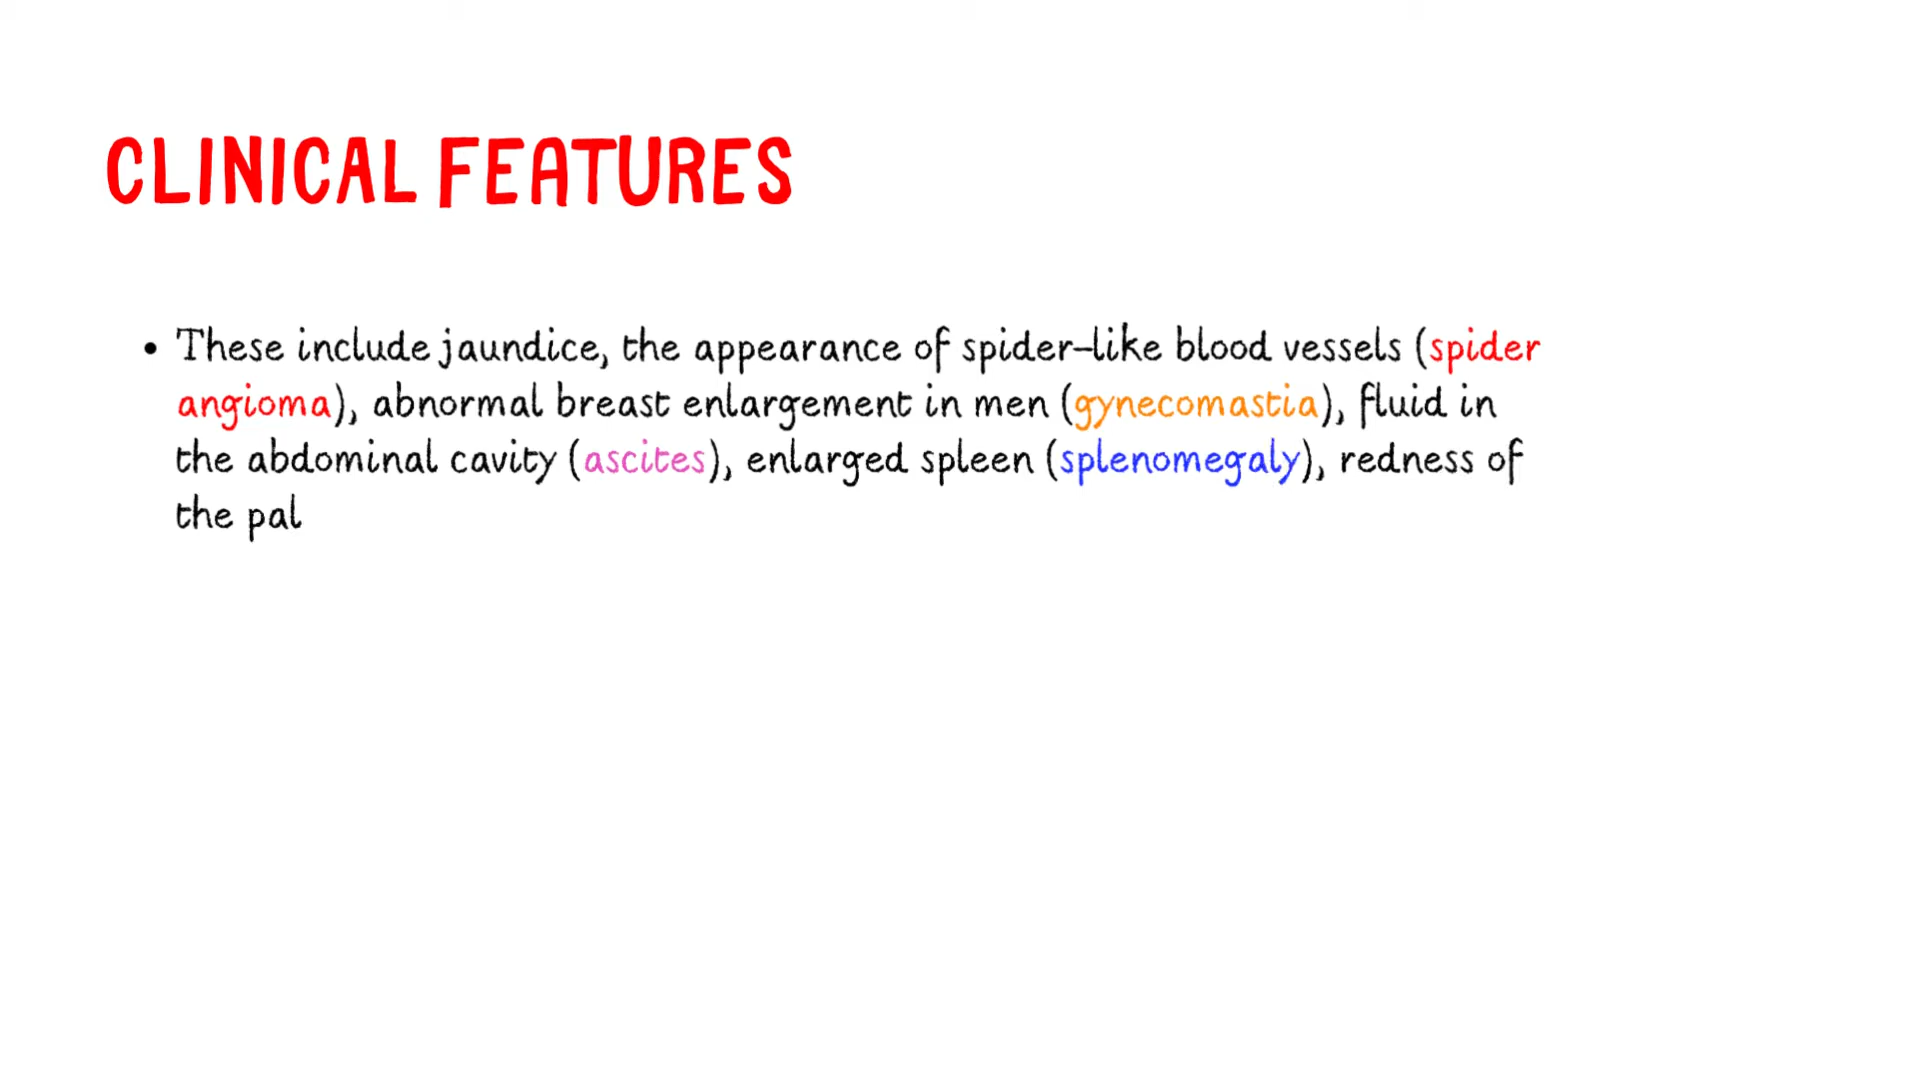 CLINICAL FEATURES
• These include jaundice, the appearance of spider-like blood vessels (spider
angioma), abnormal breast enlargement in men (gynecomastia), fluid in
the abdominal cavity (ascites), enlarged spleen (splenomegaly), redness of
the pal